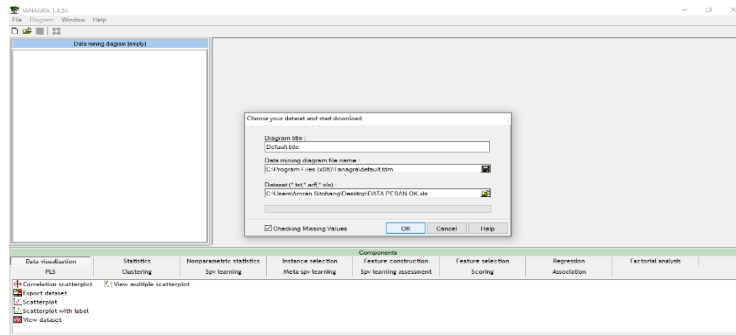 TANAGRA 1.4.50
File Diagram Window Help
Data mining diagram (empty)
Choose your dataset and start download
Diagram title :
Default title
Data mining diagram file name :
C:\Program Files (x86)\Tanagra\default.tdm
Dataset (*.txt,*.arff,*.xls) :
C:\Users\Amran Sitohang\Desktop\DATA PESAN OK.xls
Checking Missing Values
OK Cancel Help
Components
Data visualization Statistics Nonparametric statistics Instance selection Feature construction Feature selection Regression Factorial analysis
PLS Clustering Spv learning Meta-spv learning Spv learning assessment Scoring Association
Correlation scatterplot View multiple scatterplot
Export dataset
Scatterplot
Scatterplot with label
View dataset